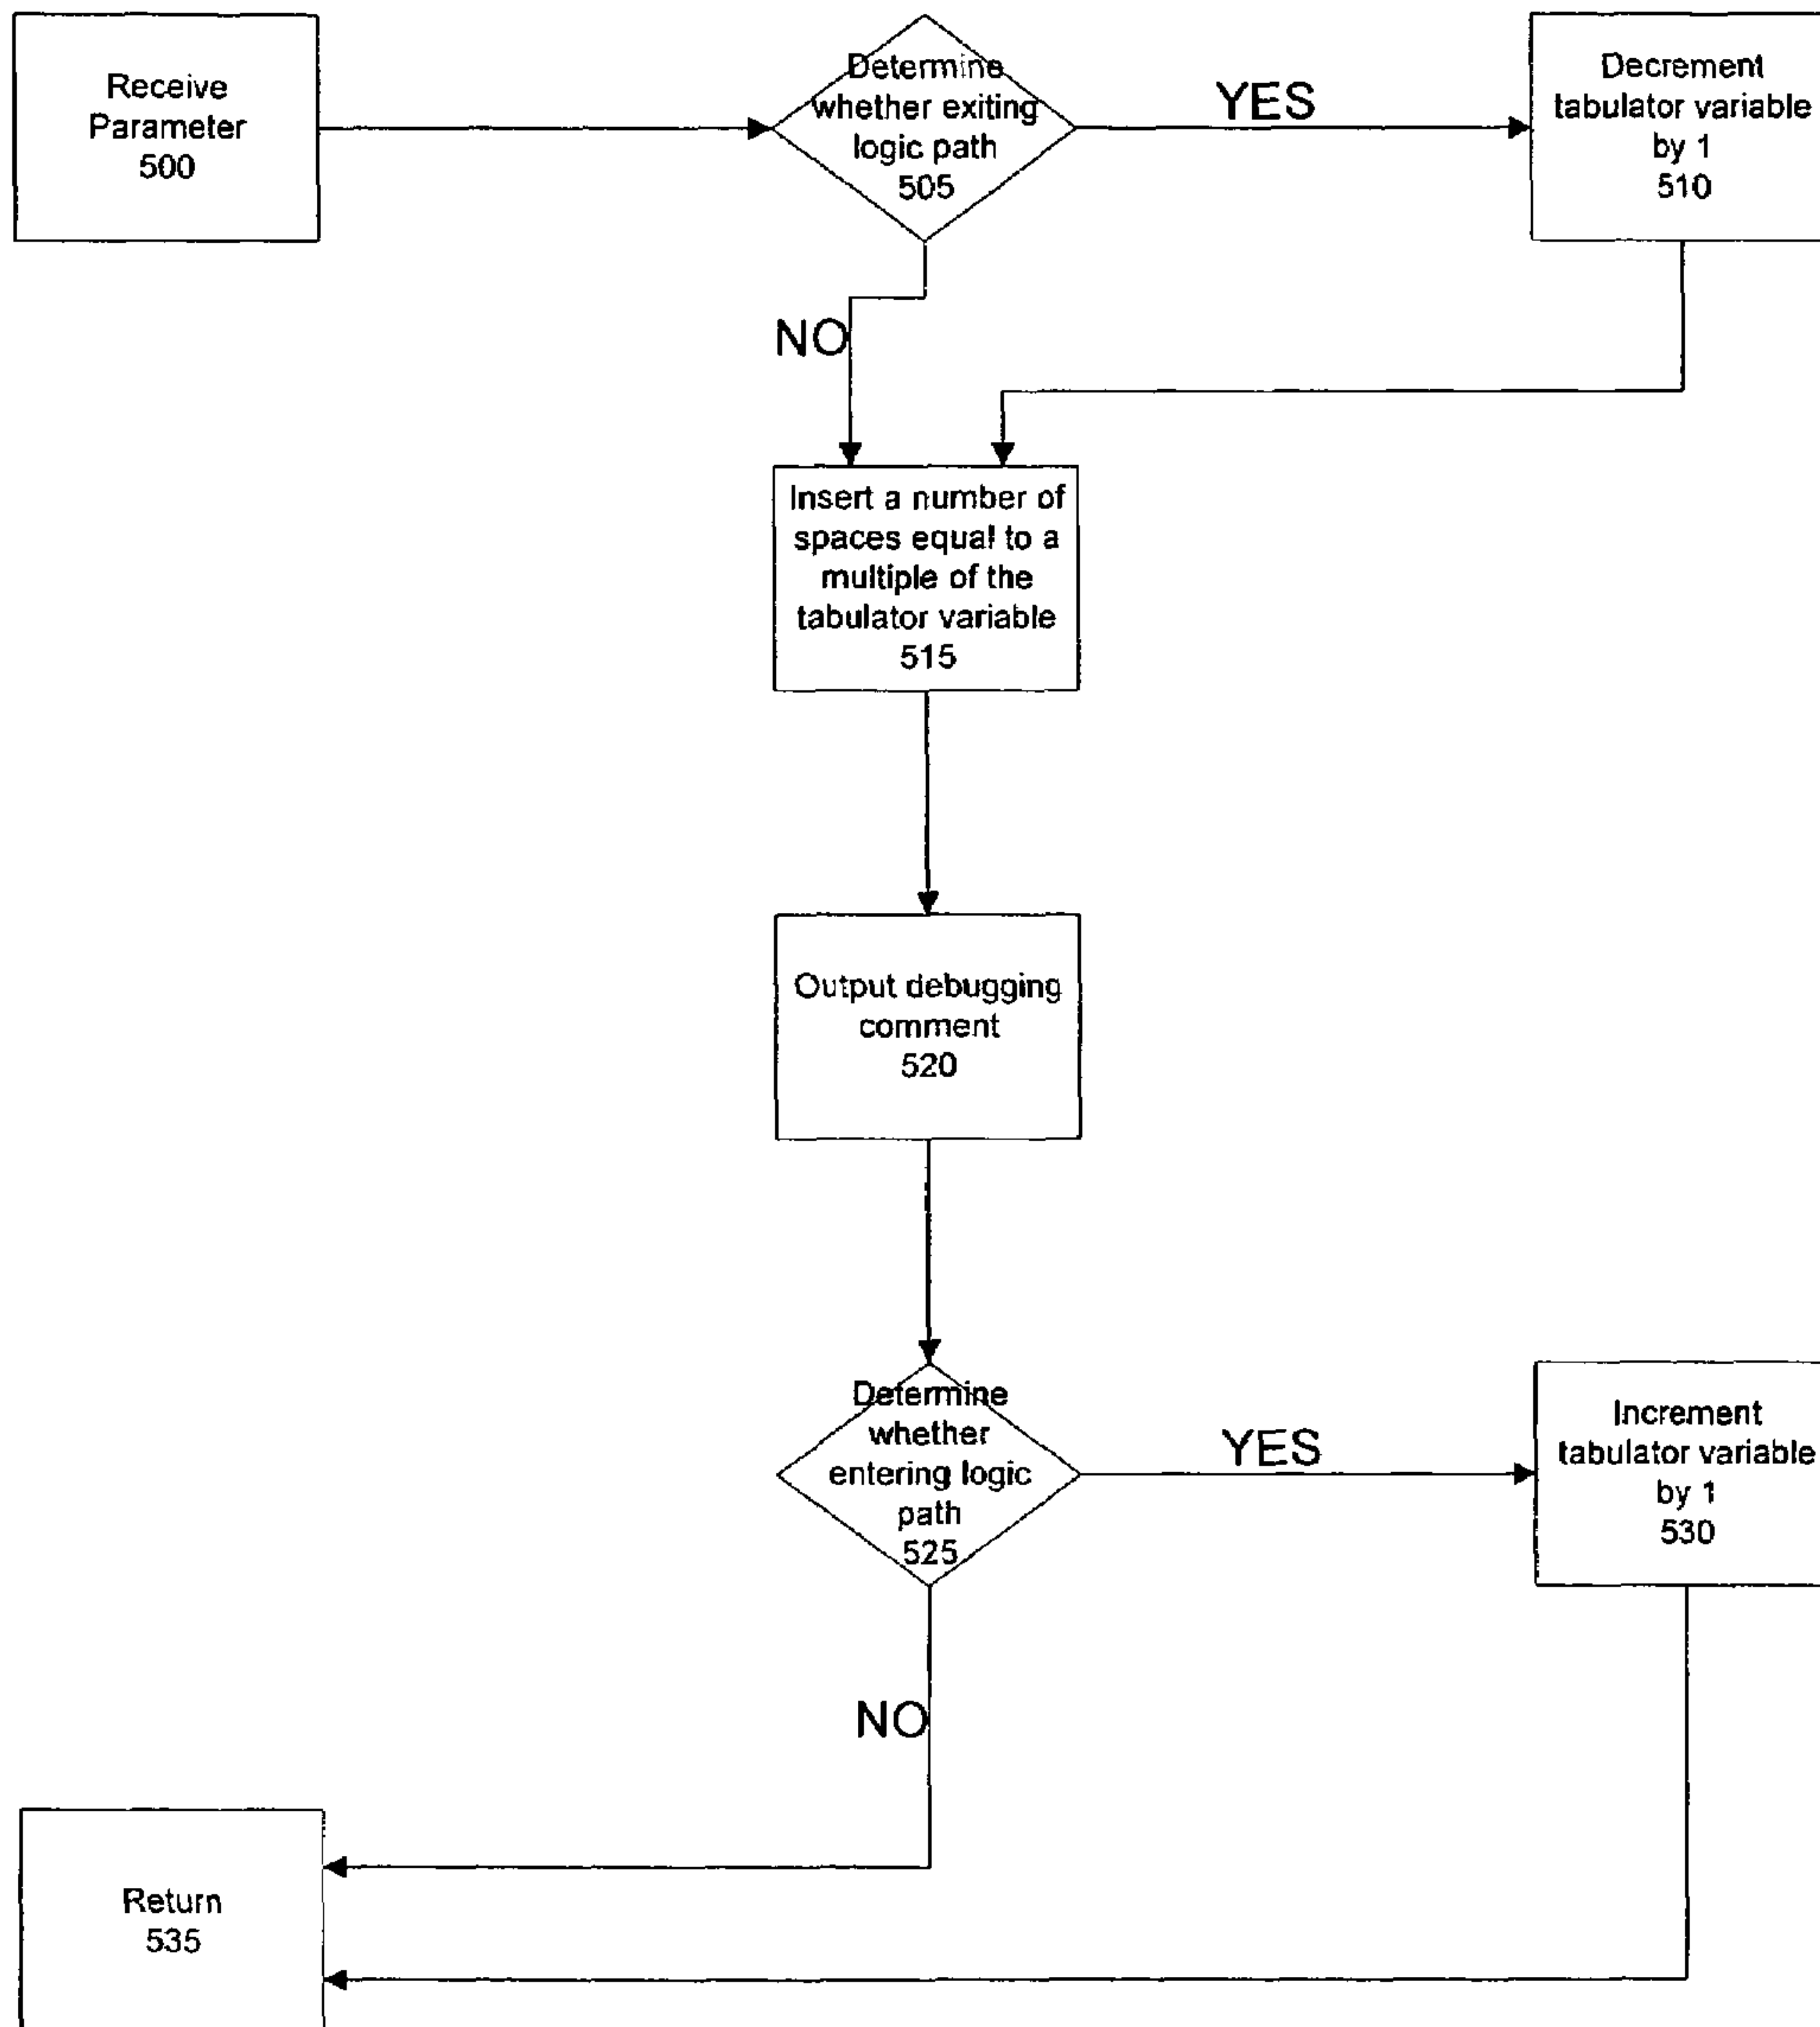 Receive
Parameter
500
Determine
whether exiting
logic path
505
YES
Decrement
tabulator variable
by 1
510
NO
Insert a number of
spaces equal to a
multiple of the
tabulator variable
515
Output debugging
comment
520
Determine
whether
entering logic
path
525
YES
Increment
tabulator variable
by 1
530
NO
Return
535